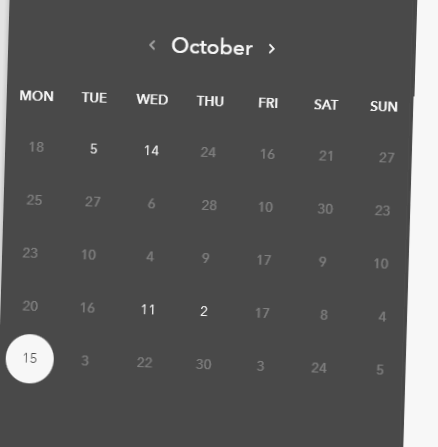 ‹ October ›
MON TUE WED THU FRI SAT SUN
18 5 14 24 16 21 27
25 27 6 28 10 30 23
23 10 4 9 17 9 10
20 16 11 2 17 8 4
15 3 22 30 3 24 5